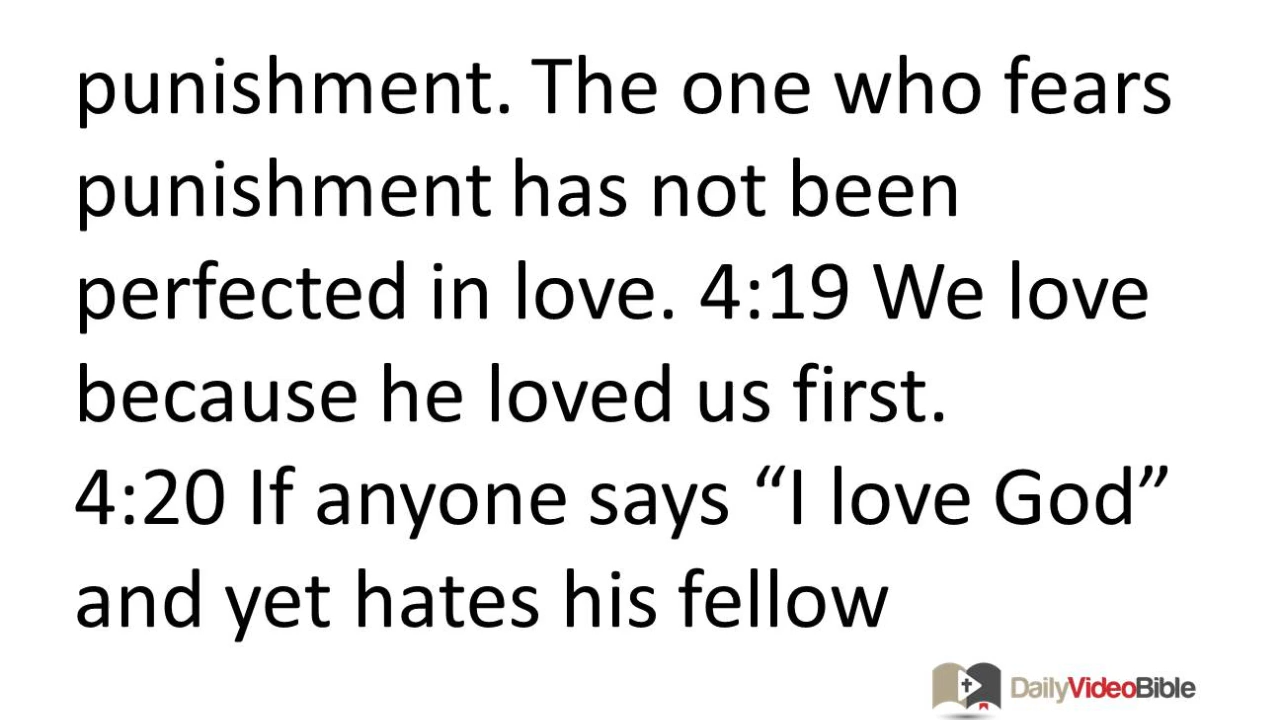 punishment. The one who fears
punishment has not been
perfected in love. 4:19 We love
because he loved us first.
4:20 If anyone says “I love God”
and yet hates his fellow
DailyVideoBible